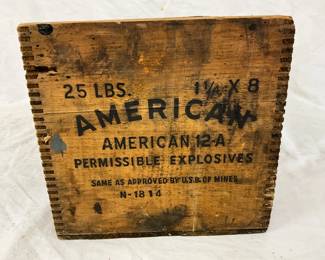 25 LBS. 1¼ X 8
AMERICAN
AMERICAN 12-A
PERMISSIBLE EXPLOSIVES
SAME AS APPROVED BY U.S.B. OF MINES
N-1814